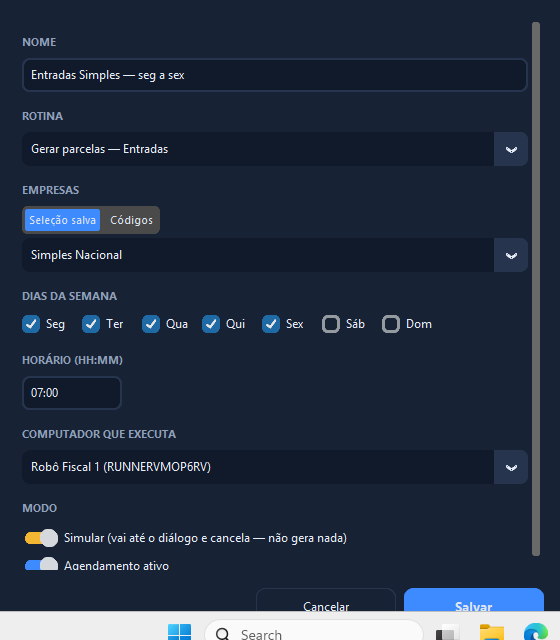 NOME
Entradas Simples — seg a sex
ROTINA
Gerar parcelas — Entradas
EMPRESAS
Seleção salva Códigos
Simples Nacional
DIAS DA SEMANA
Seg Ter Qua Qui Sex Sáb Dom
HORÁRIO (HH:MM)
07:00
COMPUTADOR QUE EXECUTA
Robô Fiscal 1 (RUNNERVMOP6RV)
MODO
Simular (vai até o diálogo e cancela — não gera nada)
Agendamento ativo
Cancelar Salvar
Search